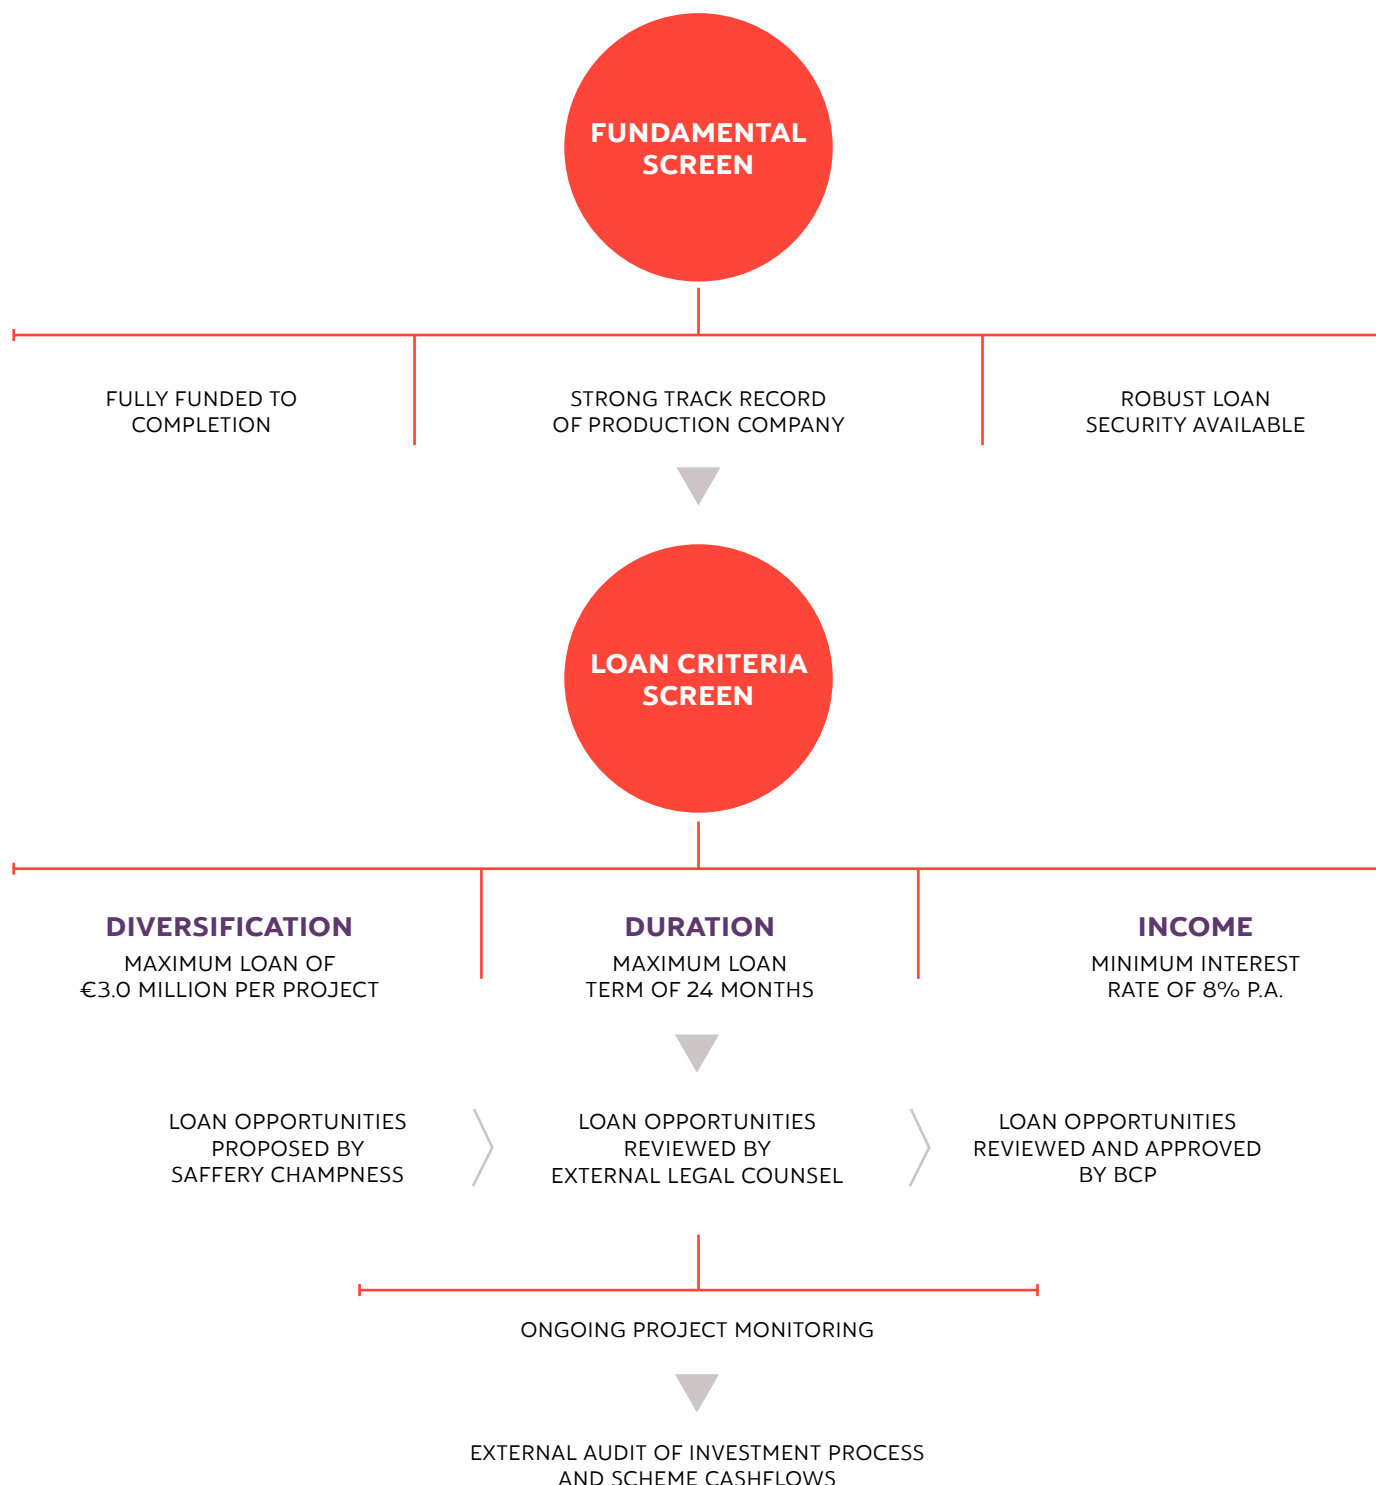 FUNDAMENTAL
SCREEN
FULLY FUNDED TO
COMPLETION
STRONG TRACK RECORD
OF PRODUCTION COMPANY
ROBUST LOAN
SECURITY AVAILABLE
LOAN CRITERIA
SCREEN
DIVERSIFICATION
MAXIMUM LOAN OF
€3.0 MILLION PER PROJECT
DURATION
MAXIMUM LOAN
TERM OF 24 MONTHS
INCOME
MINIMUM INTEREST
RATE OF 8% P.A.
LOAN OPPORTUNITIES
PROPOSED BY
SAFFERY CHAMPNESS
LOAN OPPORTUNITIES
REVIEWED BY
EXTERNAL LEGAL COUNSEL
LOAN OPPORTUNITIES
REVIEWED AND APPROVED
BY BCP
ONGOING PROJECT MONITORING
EXTERNAL AUDIT OF INVESTMENT PROCESS
AND SCHEME CASHFLOWS